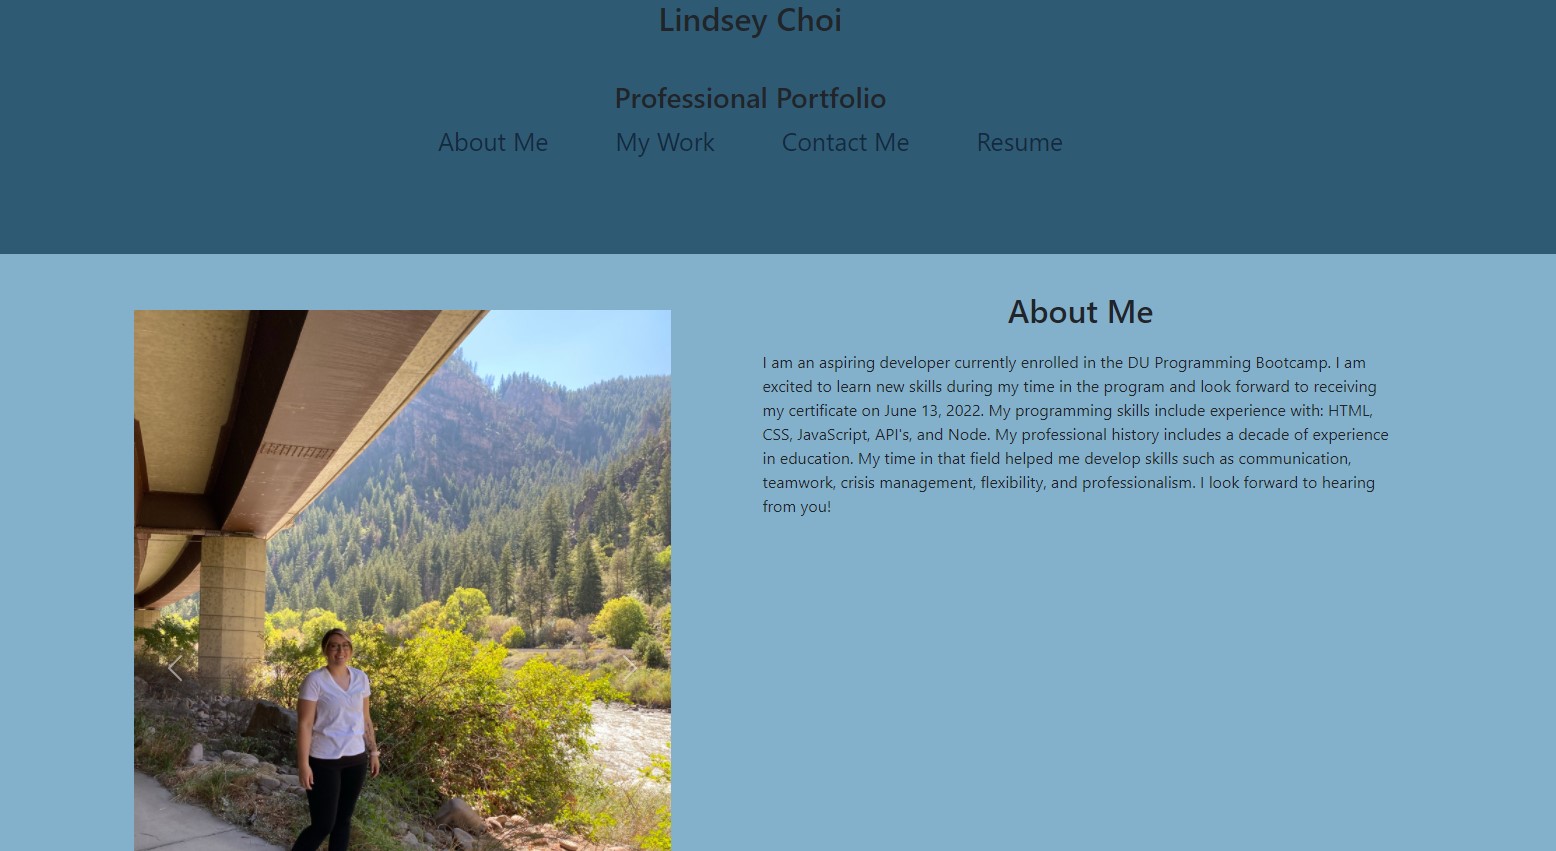 Lindsey Choi
Professional Portfolio
About Me My Work Contact Me Resume
About Me
I am an aspiring developer currently enrolled in the DU Programming Bootcamp. I am
excited to learn new skills during my time in the program and look forward to receiving
my certificate on June 13, 2022. My programming skills include experience with: HTML,
CSS, JavaScript, API's, and Node. My professional history includes a decade of experience
in education. My time in that field helped me develop skills such as communication,
teamwork, crisis management, flexibility, and professionalism. I look forward to hearing
from you!